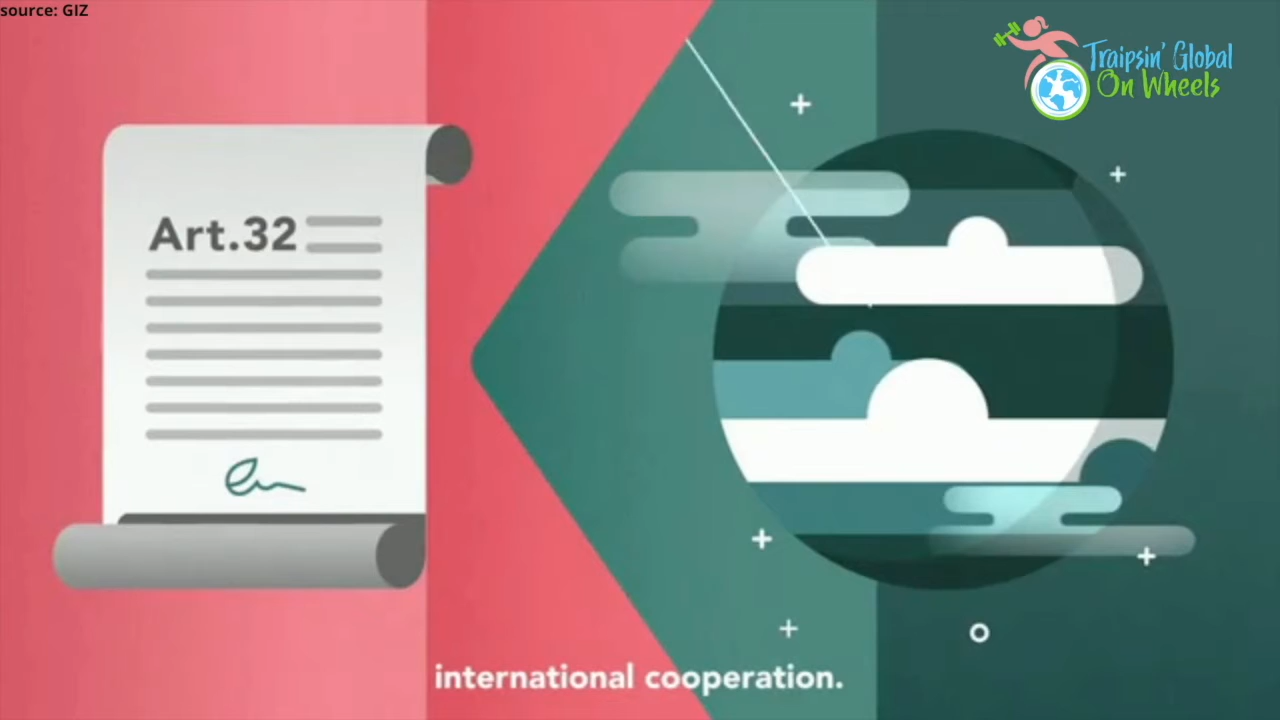 source: GIZ
Traipsin' Global
On Wheels
Art.32
international cooperation.